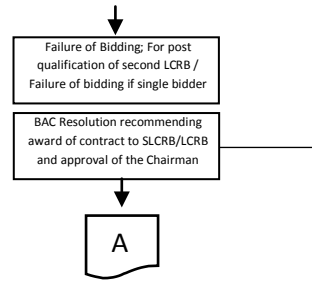 Failure of Bidding; For post
qualification of second LCRB /
Failure of bidding if single bidder
BAC Resolution recommending
award of contract to SLCRB/LCRB
and approval of the Chairman
A